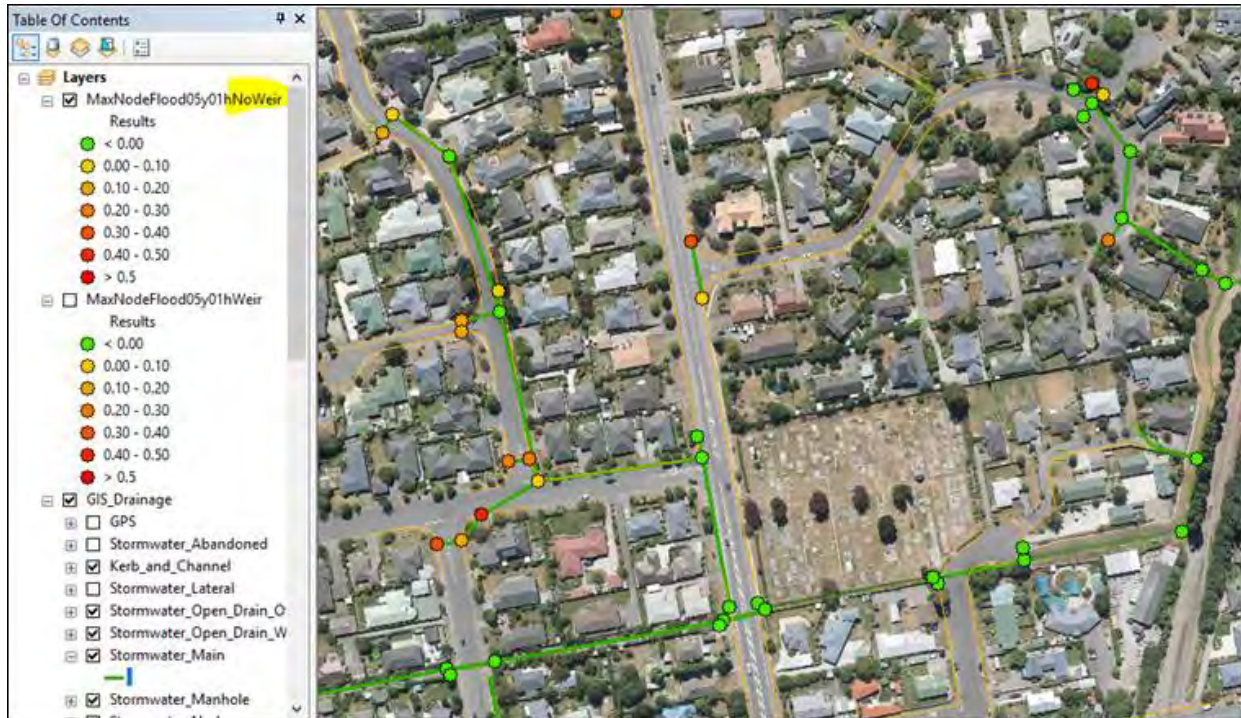 Table Of Contents
Layers
MaxNodeFlood05y01hNoWeir
Results
< 0.00
0.00 - 0.10
0.10 - 0.20
0.20 - 0.30
0.30 - 0.40
0.40 - 0.50
> 0.5
MaxNodeFlood05y01hWeir
Results
< 0.00
0.00 - 0.10
0.10 - 0.20
0.20 - 0.30
0.30 - 0.40
0.40 - 0.50
> 0.5
GIS_Drainage
GPS
Stormwater_Abandoned
Kerb_and_Channel
Stormwater_Lateral
Stormwater_Open_Drain_O
Stormwater_Open_Drain_W
Stormwater_Main
Stormwater_Manhole